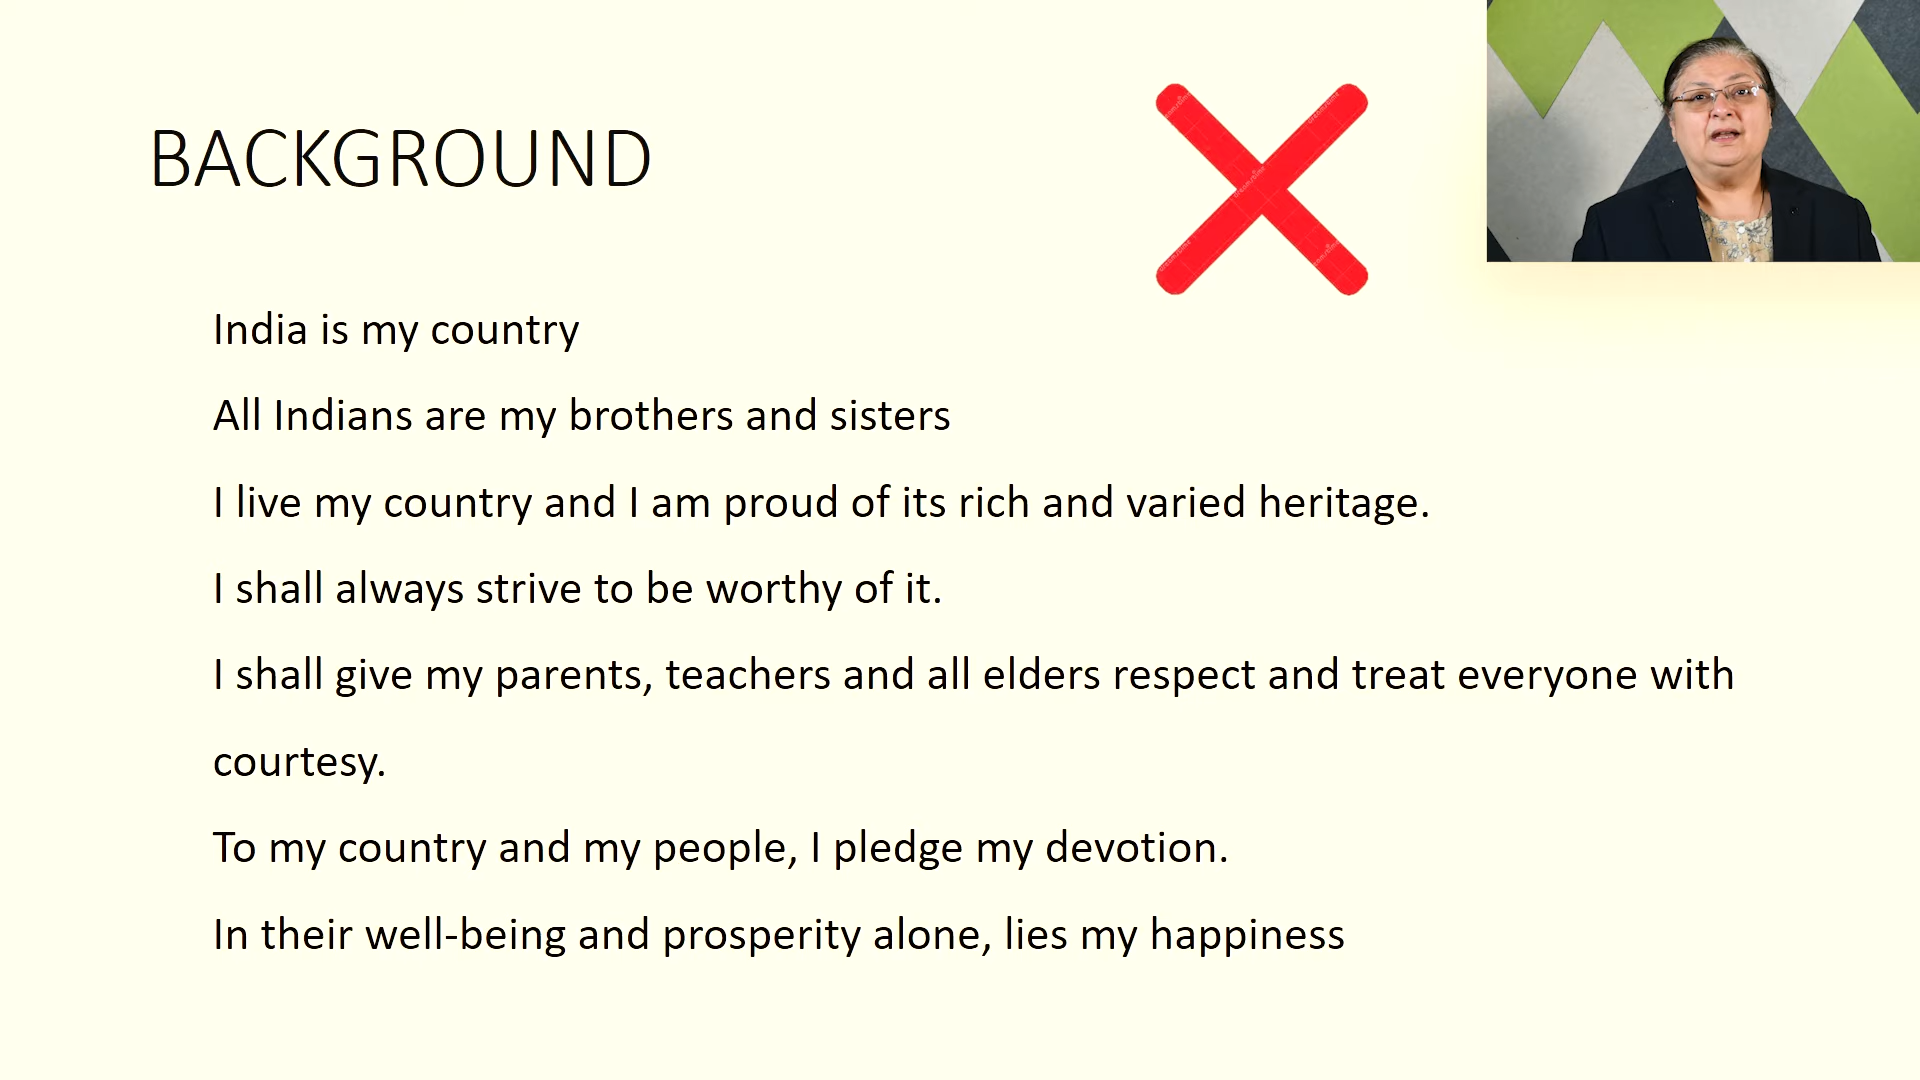 BACKGROUND
India is my country
All Indians are my brothers and sisters
I live my country and I am proud of its rich and varied heritage.
I shall always strive to be worthy of it.
I shall give my parents, teachers and all elders respect and treat everyone with
courtesy.
To my country and my people, I pledge my devotion.
In their well-being and prosperity alone, lies my happiness